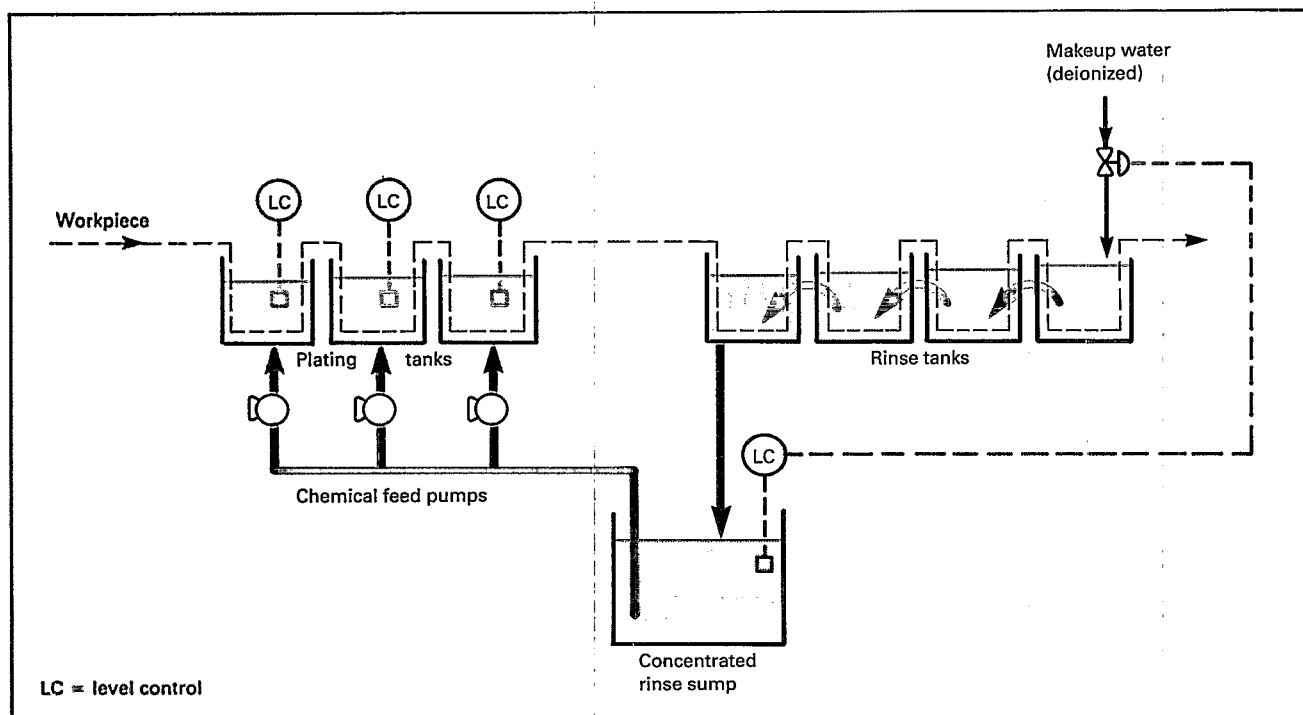 Makeup water
(deionized)
LC
LC
LC
Workpiece
Plating tanks
Rinse tanks
LC
Chemical feed pumps
Concentrated
rinse sump
LC = level control